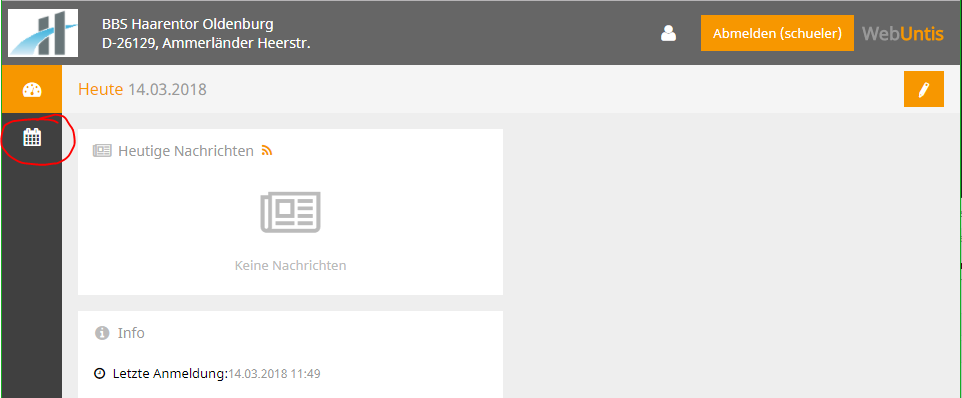 BBS Haarentor Oldenburg
D-26129, Ammerländer Heerstr.
Abmelden (schueler)
WebUntis
Heute 14.03.2018
Heutige Nachrichten
Keine Nachrichten
Info
Letzte Anmeldung:14.03.2018 11:49